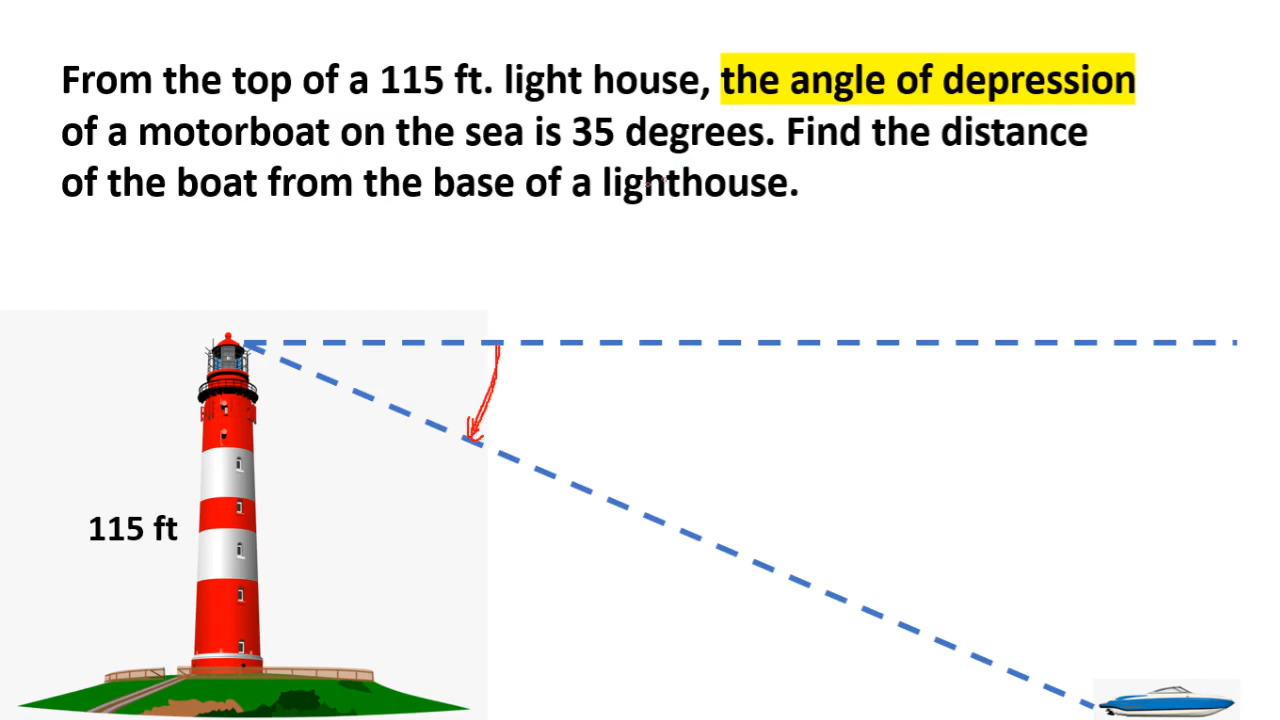 From the top of a 115 ft. light house, the angle of depression
of a motorboat on the sea is 35 degrees. Find the distance
of the boat from the base of a lighthouse.
115 ft